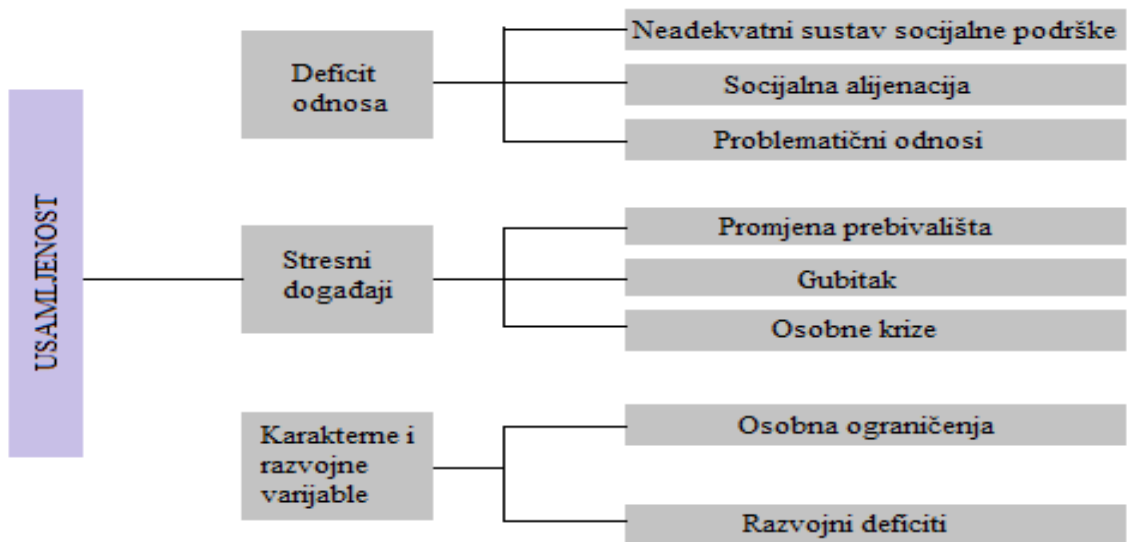 USAMLJENOST
Deficit
odnosa
Neadekvatni sustav socijalne podrške
Socijalna alijenacija
Problematični odnosi
Stresni
događaji
Promjena prebivališta
Gubitak
Osobne krize
Karakterne i
razvojne
varijable
Osobna ograničenja
Razvojni deficiti